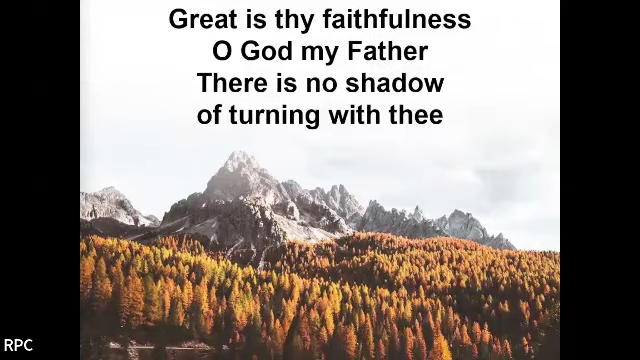 Great is thy faithfulness
O God my Father
There is no shadow
of turning with thee
RPC